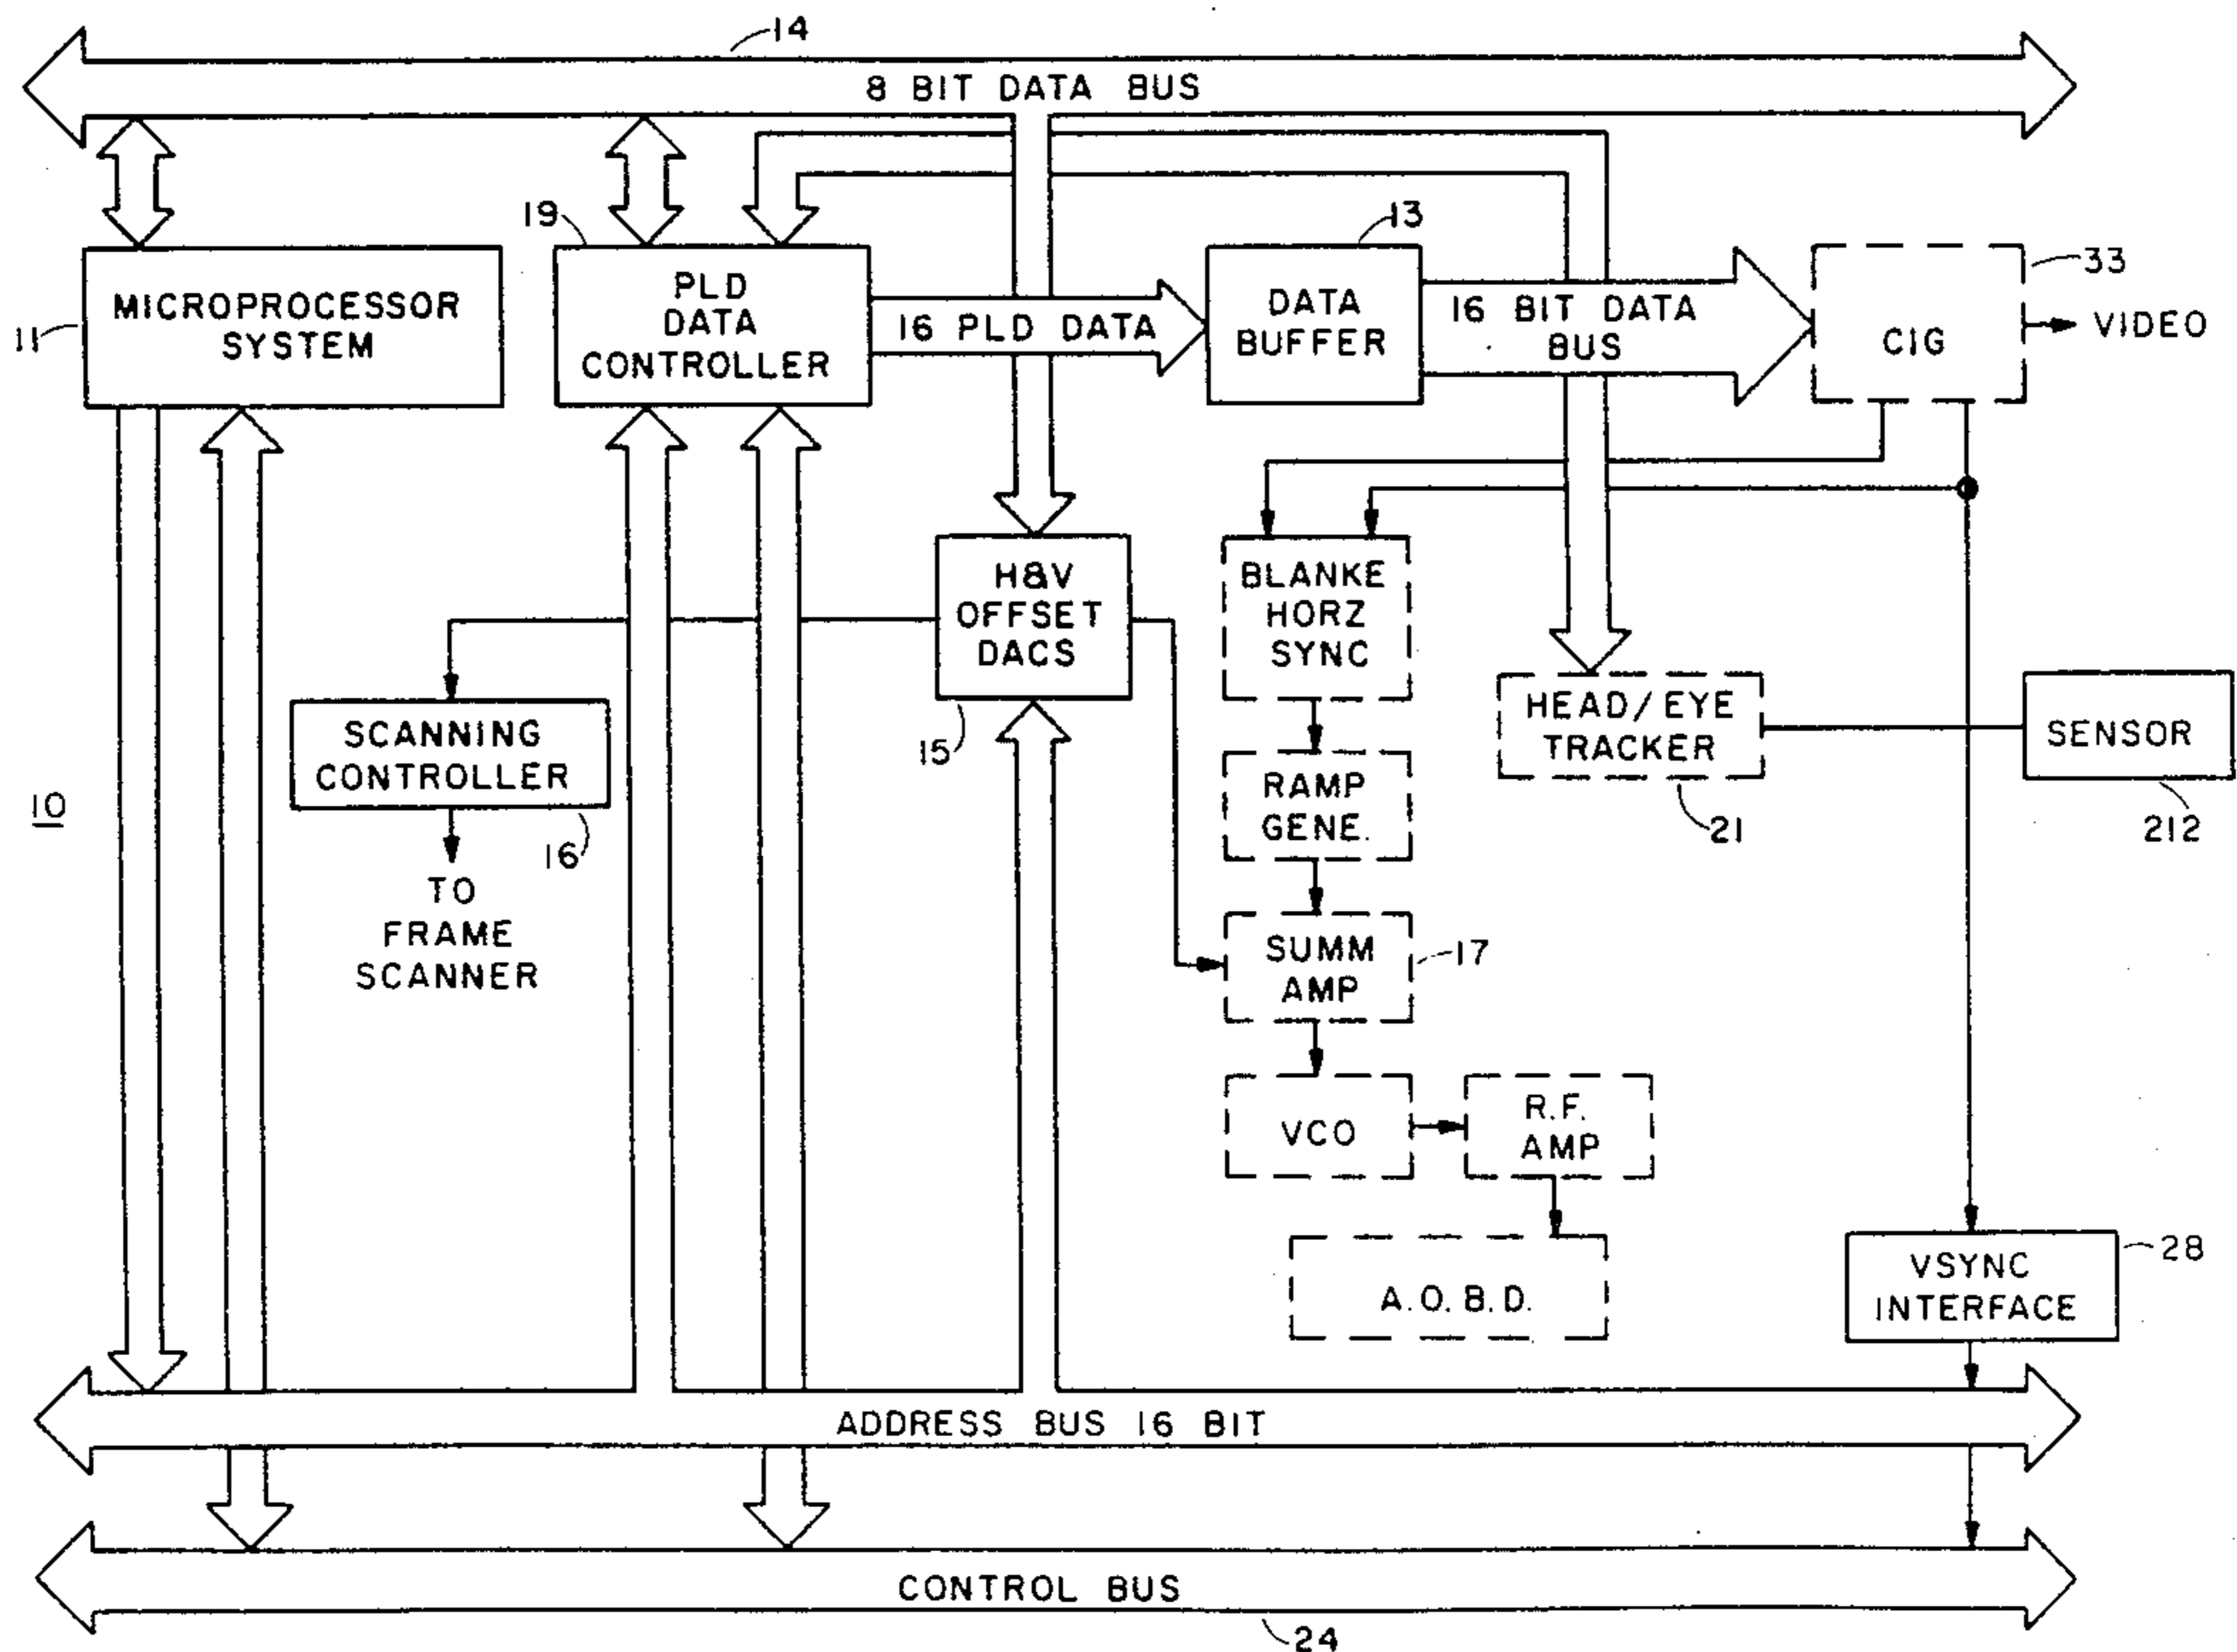 14
8 BIT DATA BUS
19
13
33
11
MICROPROCESSOR
SYSTEM
PLD
DATA
CONTROLLER
16 PLD DATA
DATA
BUFFER
16 BIT DATA
BUS
CIG
VIDEO
H&V
OFFSET
DACS
15
BLANKE
HORZ
SYNC
HEAD/EYE
TRACKER
21
SENSOR
212
10
SCANNING
CONTROLLER
16
TO
FRAME
SCANNER
RAMP
GENE.
SUMM
AMP
17
VCO
R.F.
AMP
A.O.B.D.
VSYNC
INTERFACE
28
ADDRESS BUS 16 BIT
CONTROL BUS
24